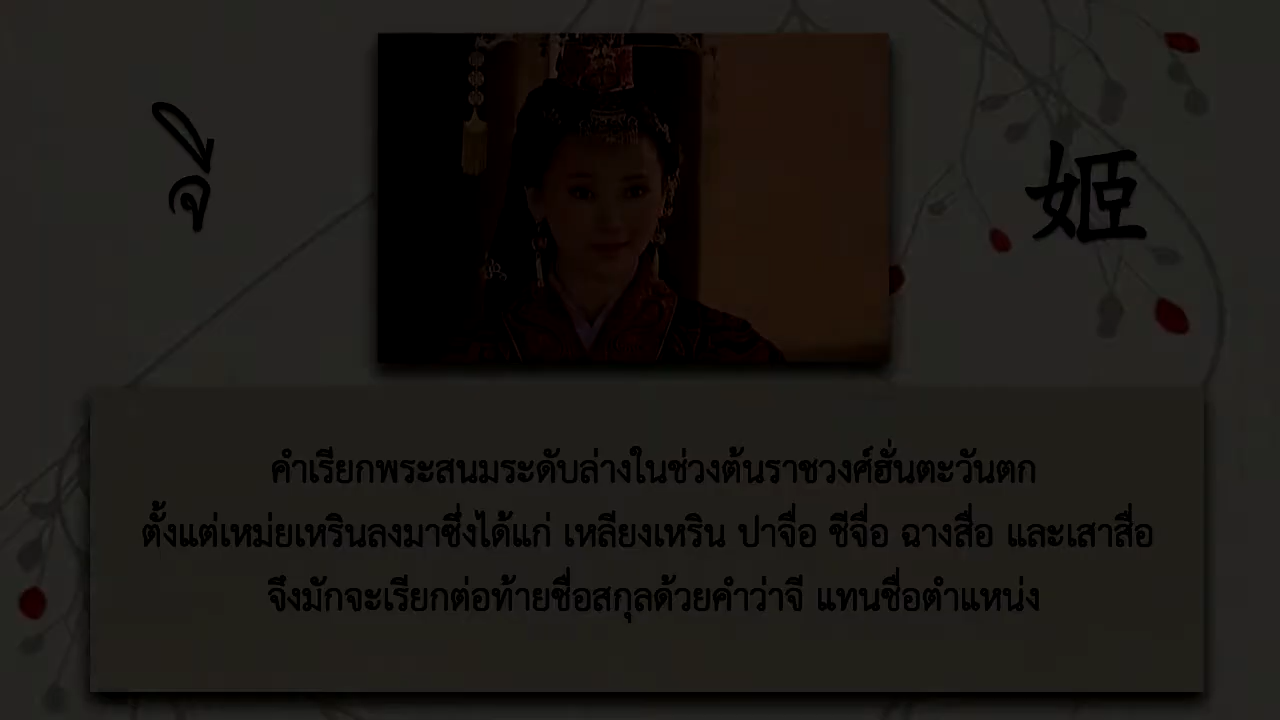 จี
姬
คำเรียกพระสนมระดับล่างในช่วงต้นราชวงศ์ฮั่นตะวันตก
ตั้งแต่เหม่ยเหรินลงมาซึ่งได้แก่ เหลียงเหริน ปาจื่อ ชีจื่อ ฉางสื่อ และเสาสื่อ
จึงมักจะเรียกต่อท้ายชื่อสกุลด้วยคำว่าจี แทนชื่อตำแหน่ง